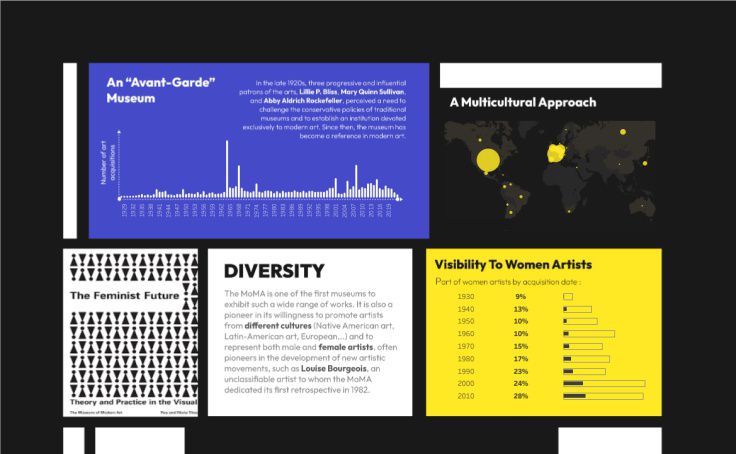 An “Avant-Garde”
Museum
In the late 1920s, three progressive and influential
patrons of the arts, Lillie P. Bliss, Mary Quinn Sullivan,
and Abby Aldrich Rockefeller, perceived a need to
challenge the conservative policies of traditional
museums and to establish an institution devoted
exclusively to modern art. Since then, the museum has
become a reference in modern art.
Number of art
acquisitions
1929 1932 1935 1938 1941 1944 1947 1950 1953 1956 1959 1962 1965 1968 1971 1974 1977 1980 1983 1986 1989 1992 1995 1998 2001 2004 2007 2010 2013 2016 2019
A Multicultural Approach
The Feminist Future
Theory and Practice in the Visual
The Museum of Modern Art
DIVERSITY
The MoMA is one of the first museums to
exhibit such a wide range of works. It is also a
pioneer in its willingness to promote artists
from different cultures (Native American art,
Latin-American art, European,..) and to
represent both male and female artists, often
pioneers in the development of new artistic
movements, such as Louise Bourgeois, an
unclassifiable artist to whom the MoMA
dedicated its first retrospective in 1982.
Visibility To Women Artists
Part of women artists by acquisition date :
1930 9%
1940 13%
1950 10%
1960 10%
1970 15%
1980 17%
1990 23%
2000 24%
2010 28%